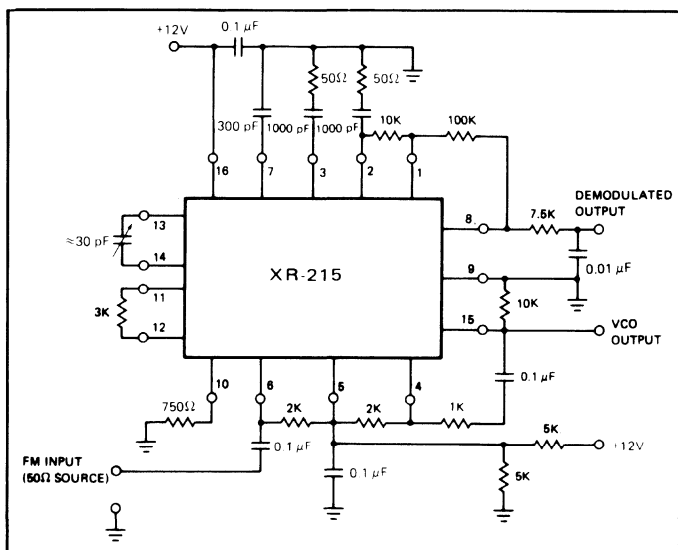 0.1 µF
+12V
50Ω 50Ω
300 pF 1000 pF 1000 pF
10K 100K
16 7 3 2 1
13
≈30 pF
14
11
3K
12
XR-215
8
7.5K
DEMODULATED
OUTPUT
0.01 µF
9
10K
15
VCO
OUTPUT
10 6 5 4
0.1 µF
750Ω
2K 2K 1K
5K
+12V
0.1 µF
0.1 µF
5K
FM INPUT
(50Ω SOURCE)